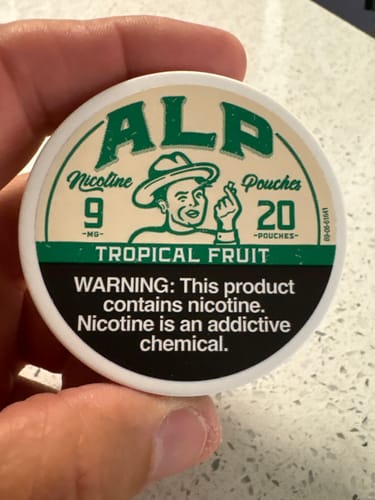 ALP
Nicotine Pouches
9 20
-MG- -POUCHES-
TROPICAL FRUIT
WARNING: This product
contains nicotine.
Nicotine is an addictive
chemical.